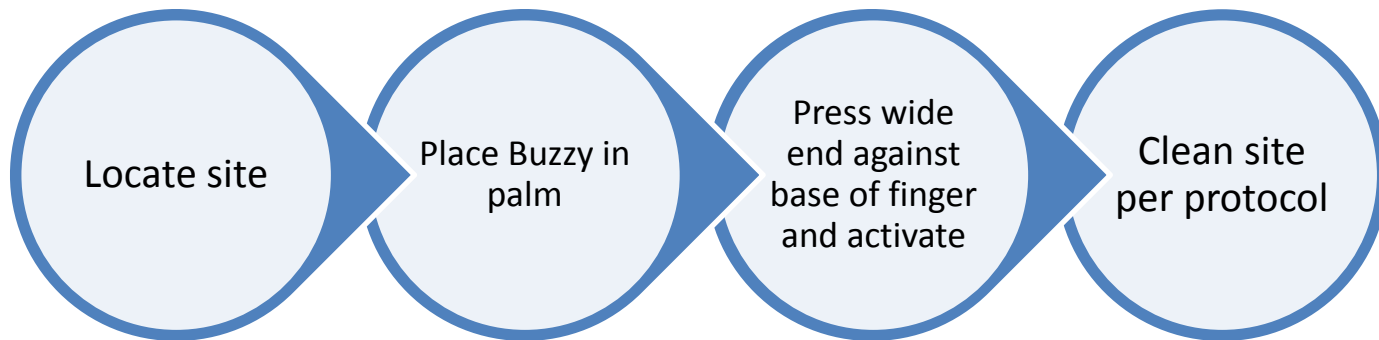 Locate site
Place Buzzy in
palm
Press wide
end against
base of finger
and activate
Clean site
per protocol